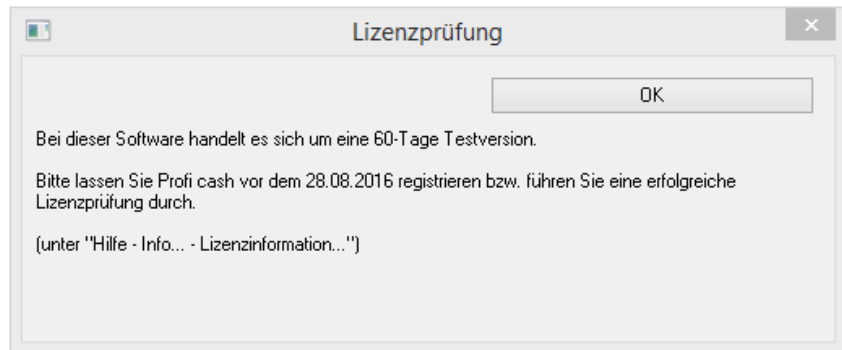 Lizenzprüfung
OK
Bei dieser Software handelt es sich um eine 60-Tage Testversion.
Bitte lassen Sie Profi cash vor dem 28.08.2016 registrieren bzw. führen Sie eine erfolgreiche
Lizenzprüfung durch.
(unter "Hilfe - Info... - Lizenzinformation...")